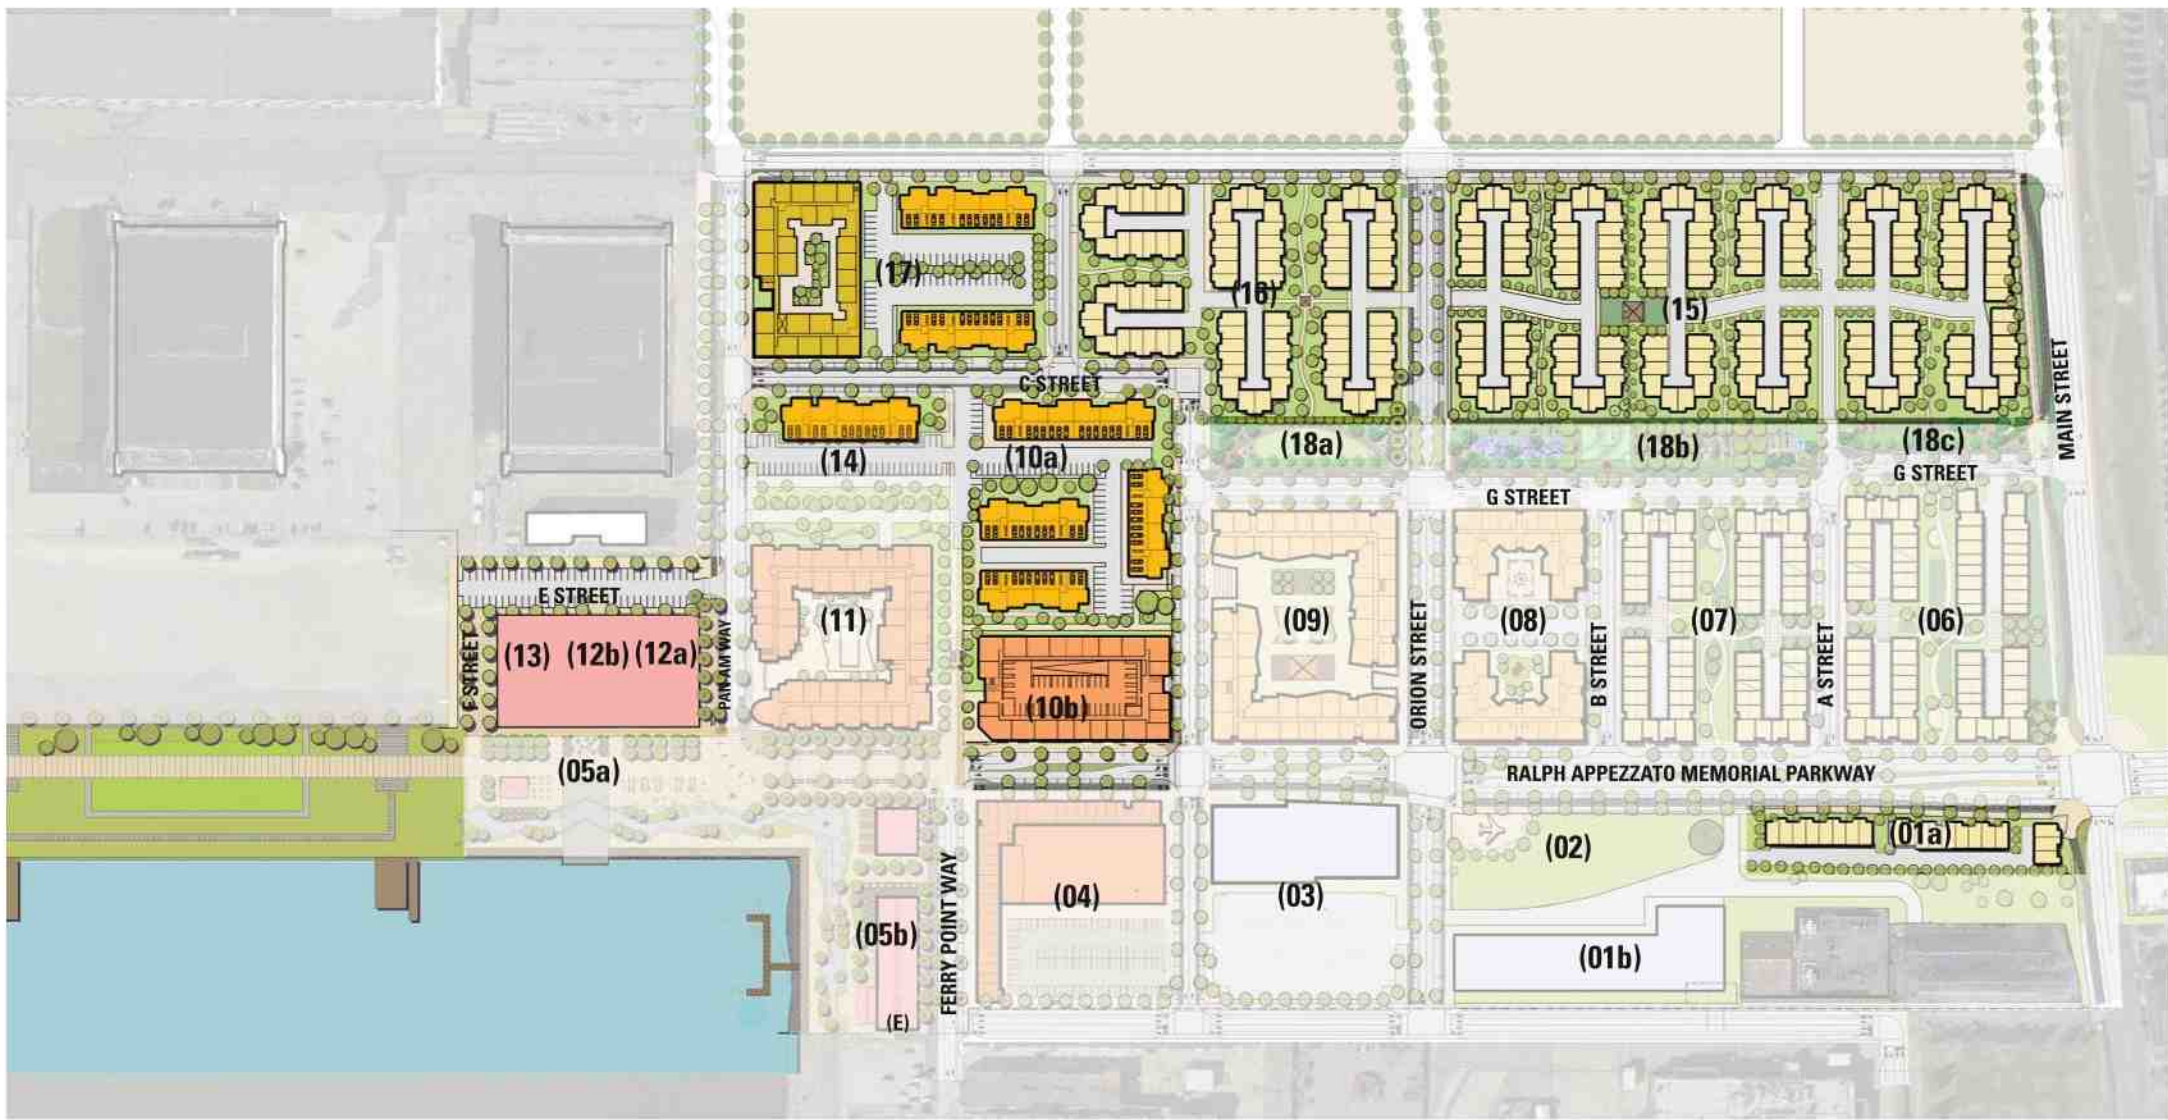 (17)
(16)
(15)
C STREET
MAIN STREET
(14)
(10a)
(18a)
(18b)
(18c)
G STREET
G STREET
E STREET
F STREET
(13) (12b) (12a)
PAN AM WAY
(11)
(09)
ORION STREET
(08)
B STREET
(07)
A STREET
(06)
(10b)
(05a)
RALPH APPEZZATO MEMORIAL PARKWAY
(01a)
(02)
(04)
(03)
(05b)
FERRY POINT WAY
(01b)
(E)